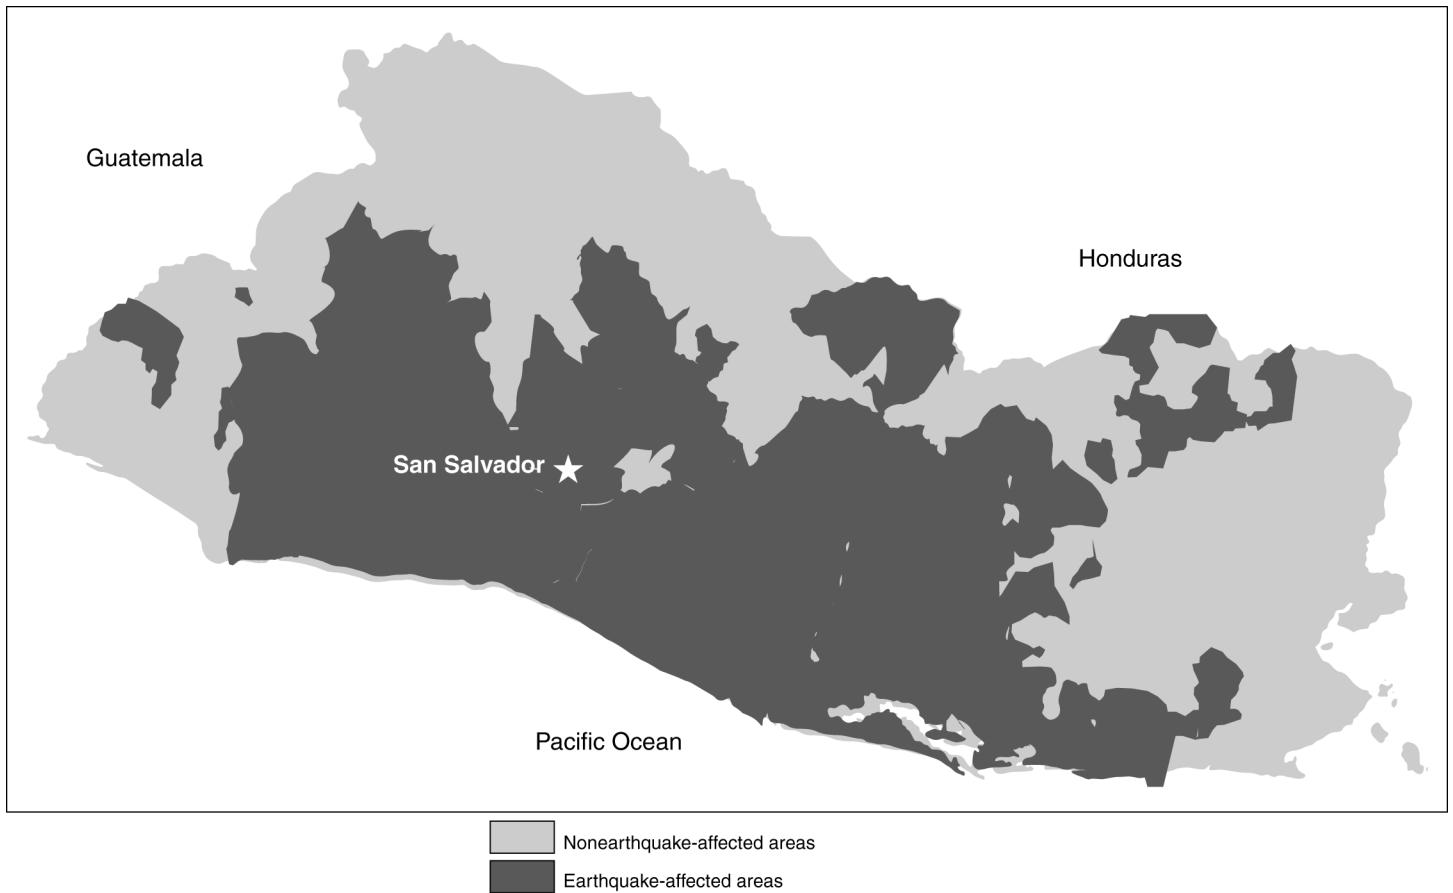 Guatemala
Honduras
San Salvador
Pacific Ocean
Nonearthquake-affected areas
Earthquake-affected areas